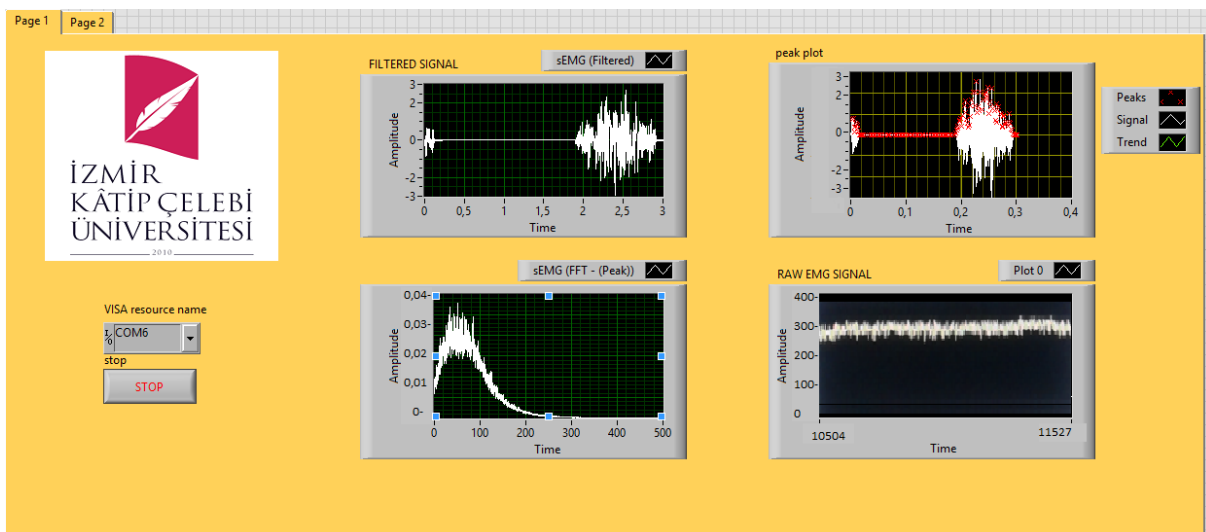 Page 1
Page 2
İZMİR
KÂTİP ÇELEBİ
ÜNİVERSİTESİ
2010
VISA resource name
I/O COM6
stop
STOP
FILTERED SIGNAL
sEMG (Filtered)
Amplitude
3
2
0
-2
-3
0 0,5 1 1,5 2 2,5 3
Time
peak plot
Amplitude
3
2
0
-2
-3
0 0,1 0,2 0,3 0,4
Time
Peaks
Signal
Trend
sEMG (FFT - (Peak))
Amplitude
0,04
0,03
0,02
0,01
0
0 100 200 300 400 500
Time
RAW EMG SIGNAL
Plot 0
Amplitude
400
300
200
100
0
10504 11527
Time